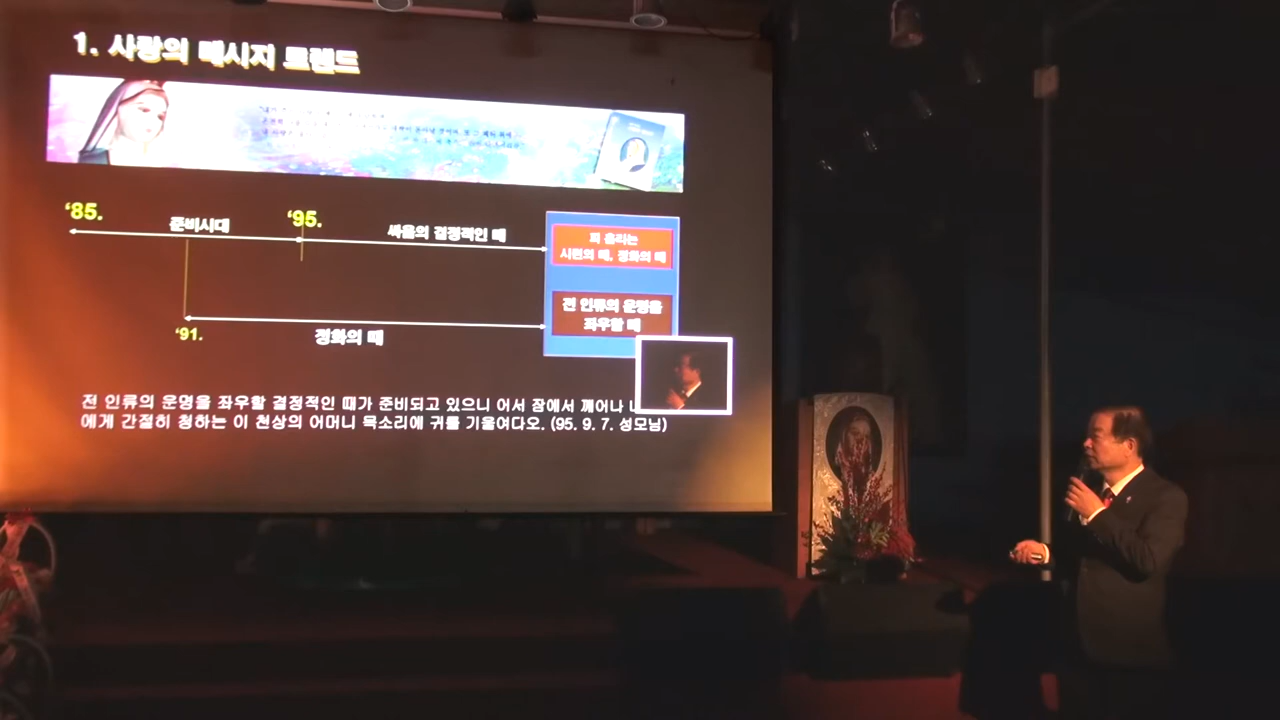 1. 사랑의 메시지 트렌드
‘85.
준비시대
‘95.
싸움의 결정적인 때
피 흘리는
시련의 때, 정화의 때
전 인류의 운명을
좌우할 때
‘91.
정화의 때
전 인류의 운명을 좌우할 결정적인 때가 준비되고 있으니 어서 잠에서 깨어나
에게 간절히 청하는 이 천상의 어머니 목소리에 귀를 기울여다오. (95. 9. 7. 성모님)